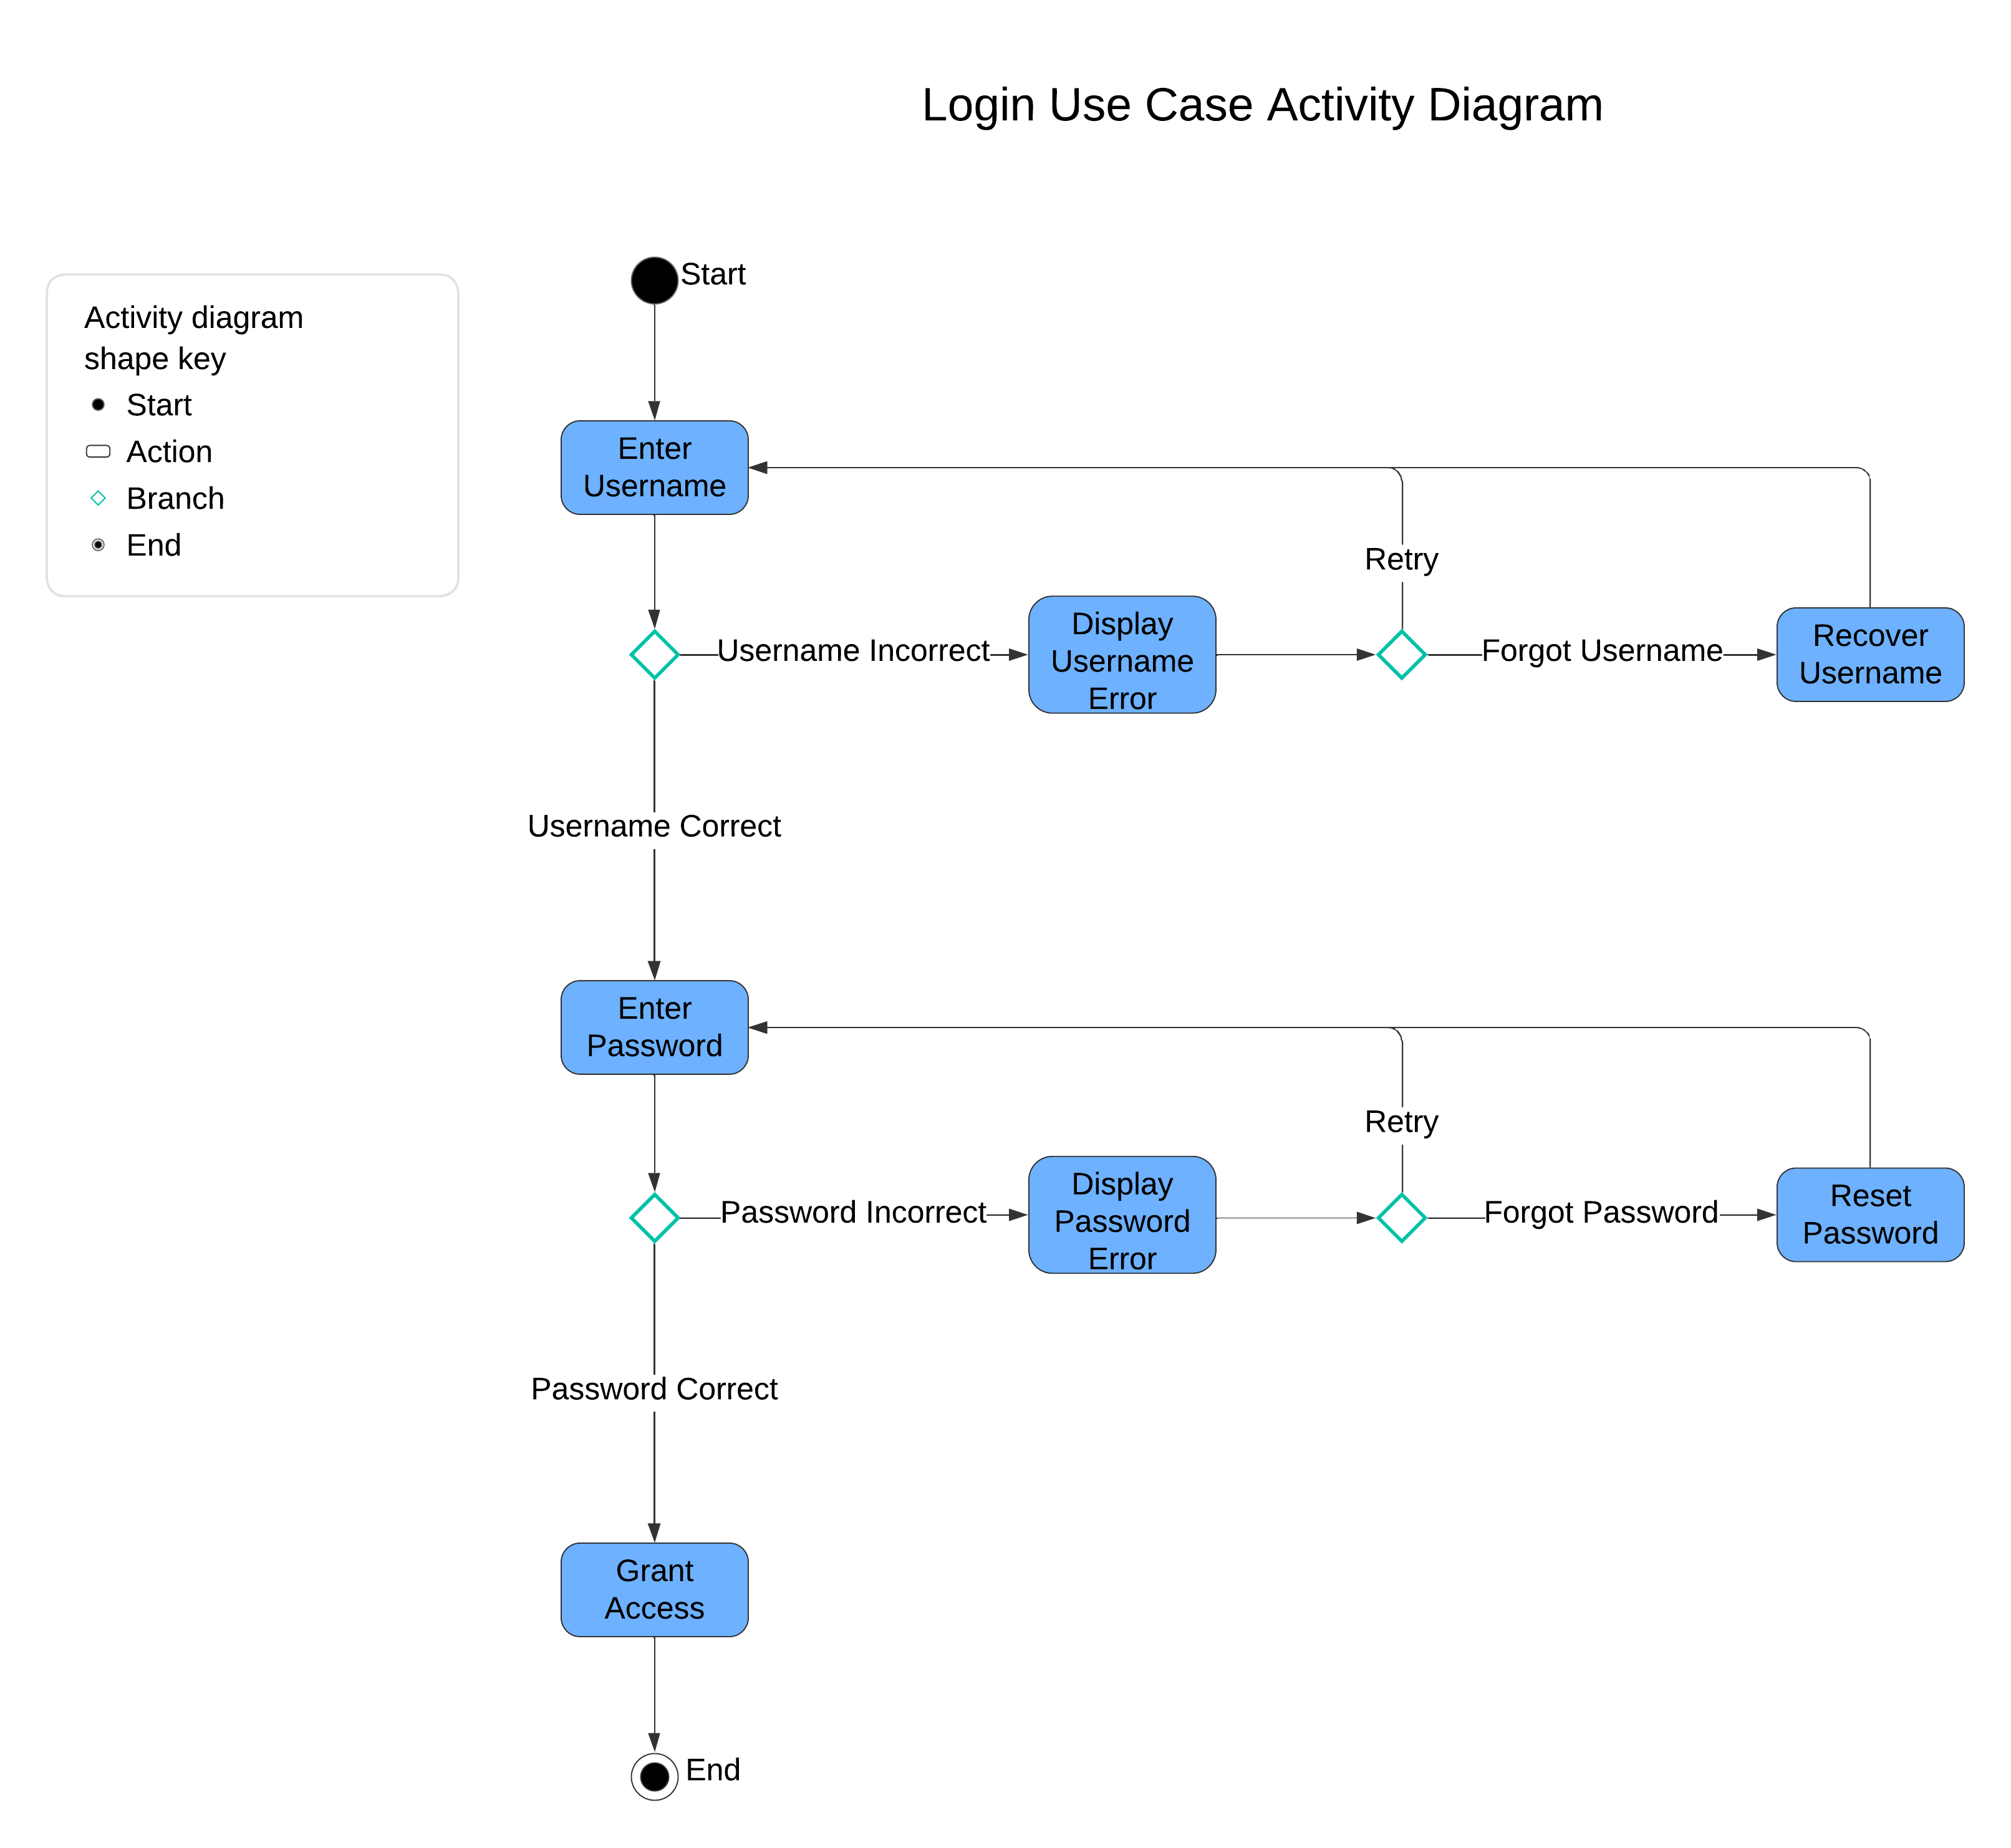 Login Use Case Activity Diagram
Start
Activity diagram
shape key
Start
Action
Branch
End
Enter
Username
Retry
Username Incorrect
Display
Username
Error
Forgot Username
Recover
Username
Username Correct
Enter
Password
Retry
Password Incorrect
Display
Password
Error
Forgot Password
Reset
Password
Password Correct
Grant
Access
End